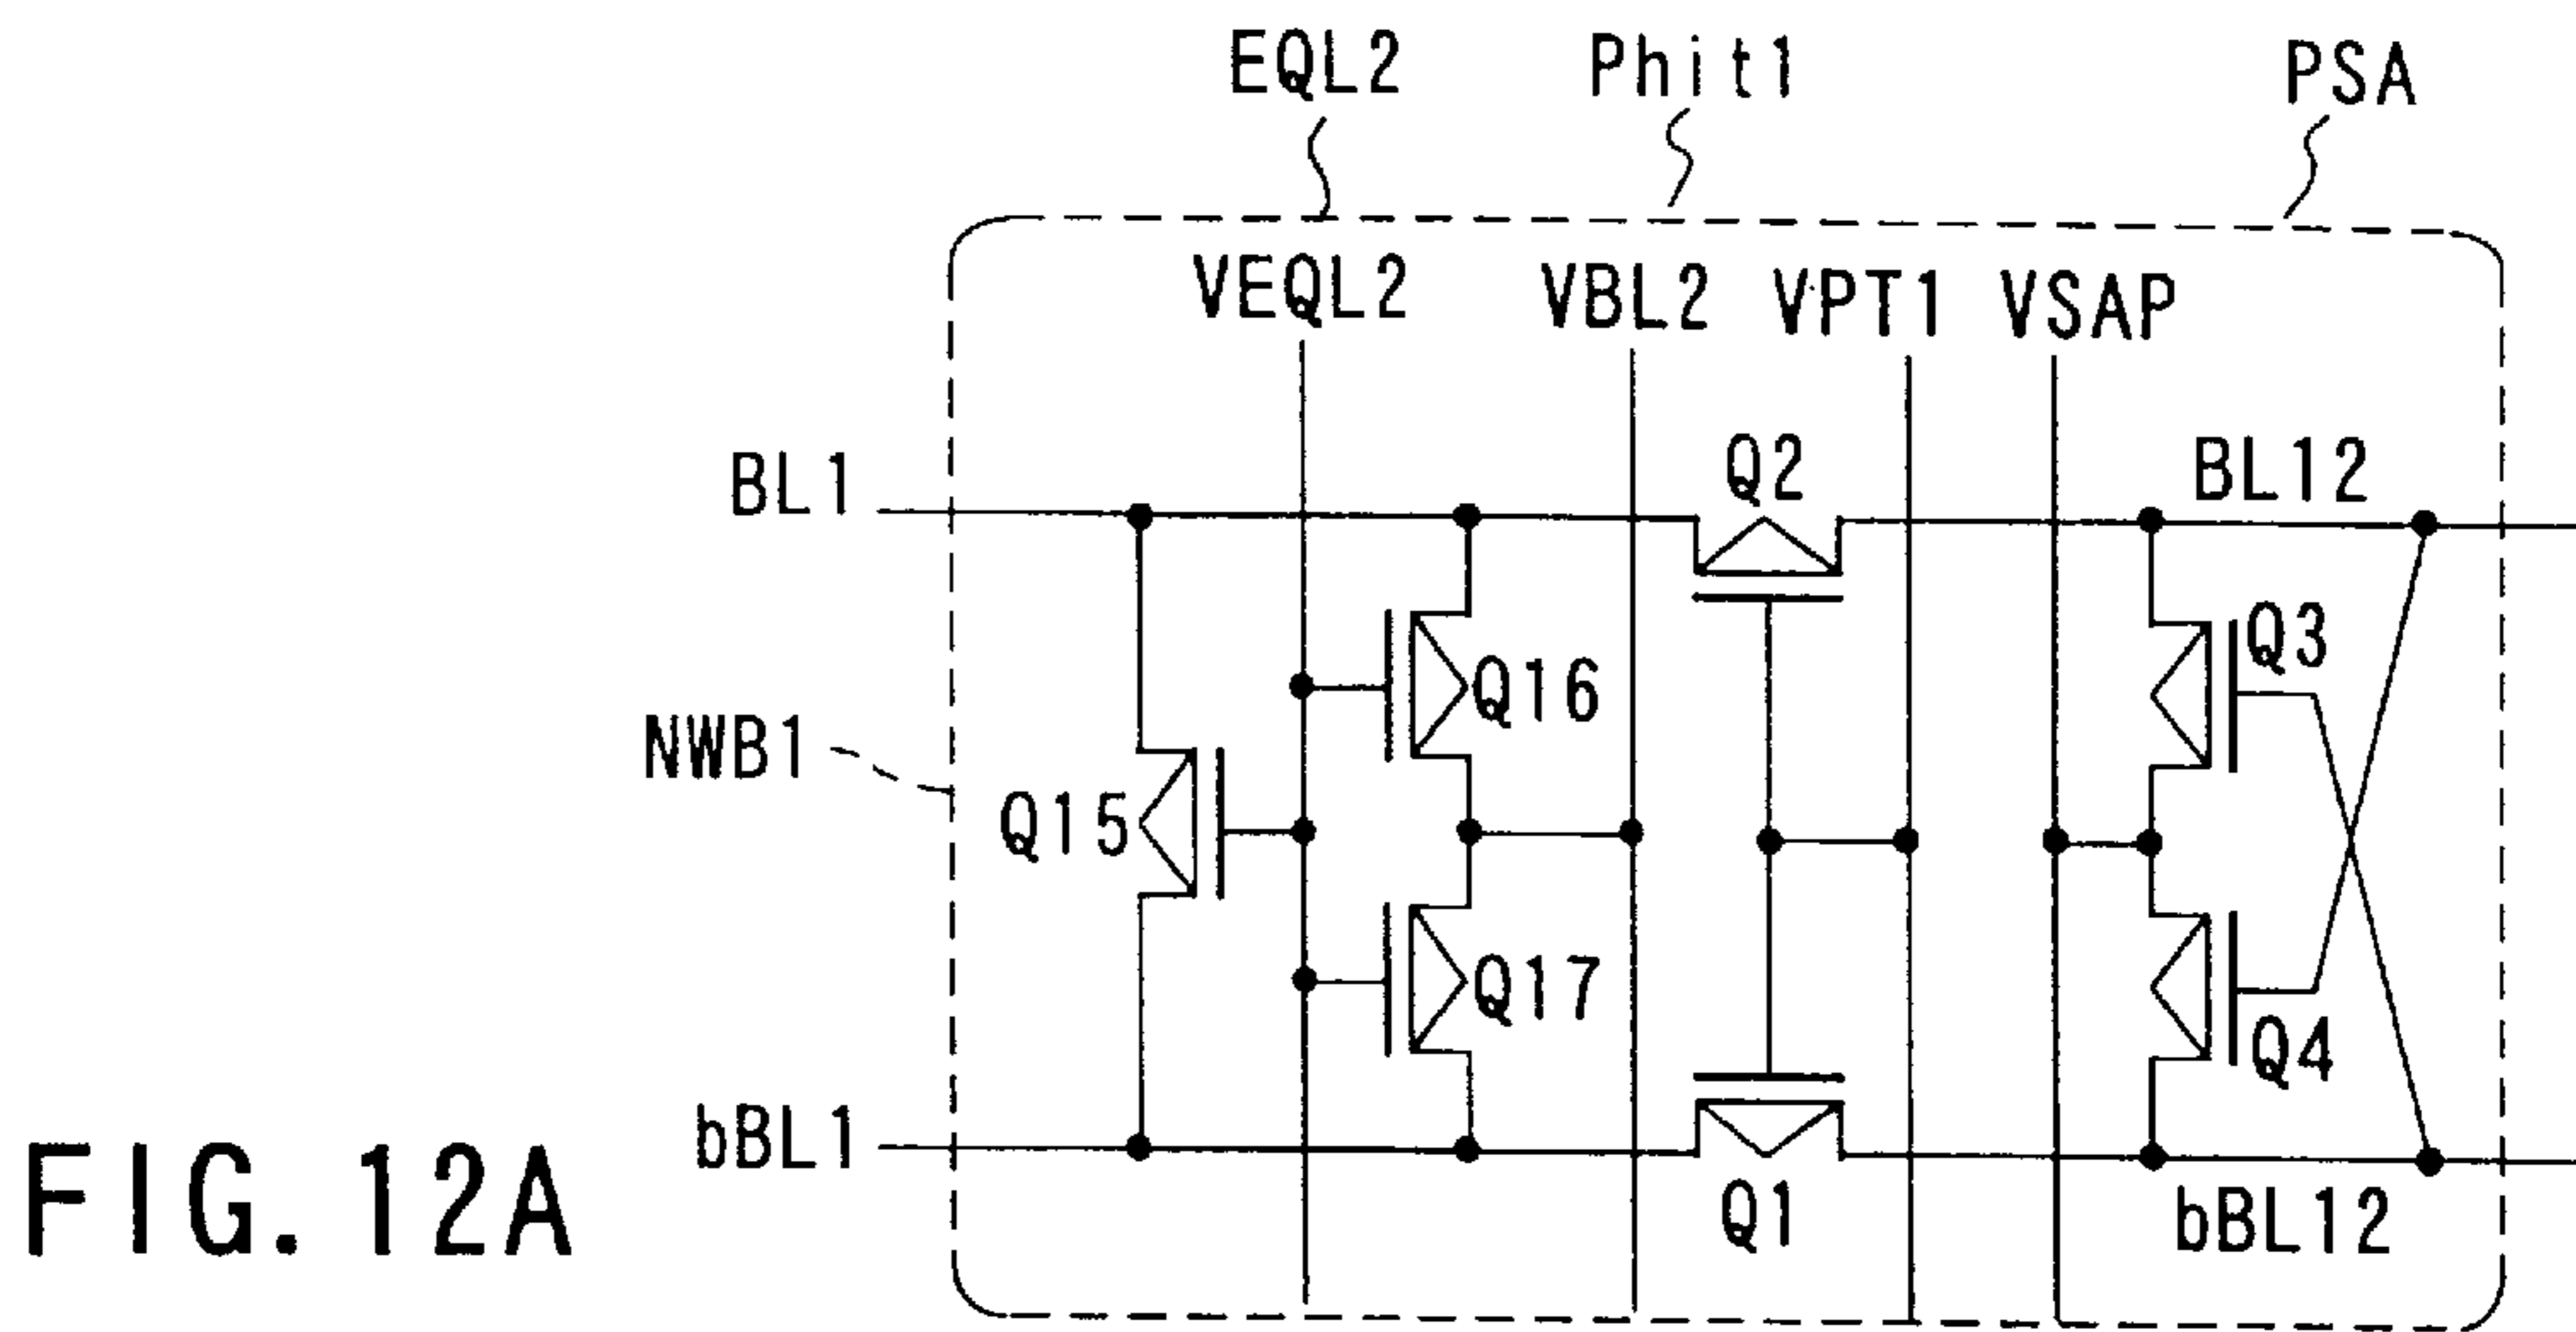 EQL2 Phit1 PSA
VEQL2 VBL2 VPT1 VSAP
BL1 Q2 BL12
Q3
Q16
NWB1
Q15
Q17
Q4
bBL1 Q1 bBL12
FIG. 12A